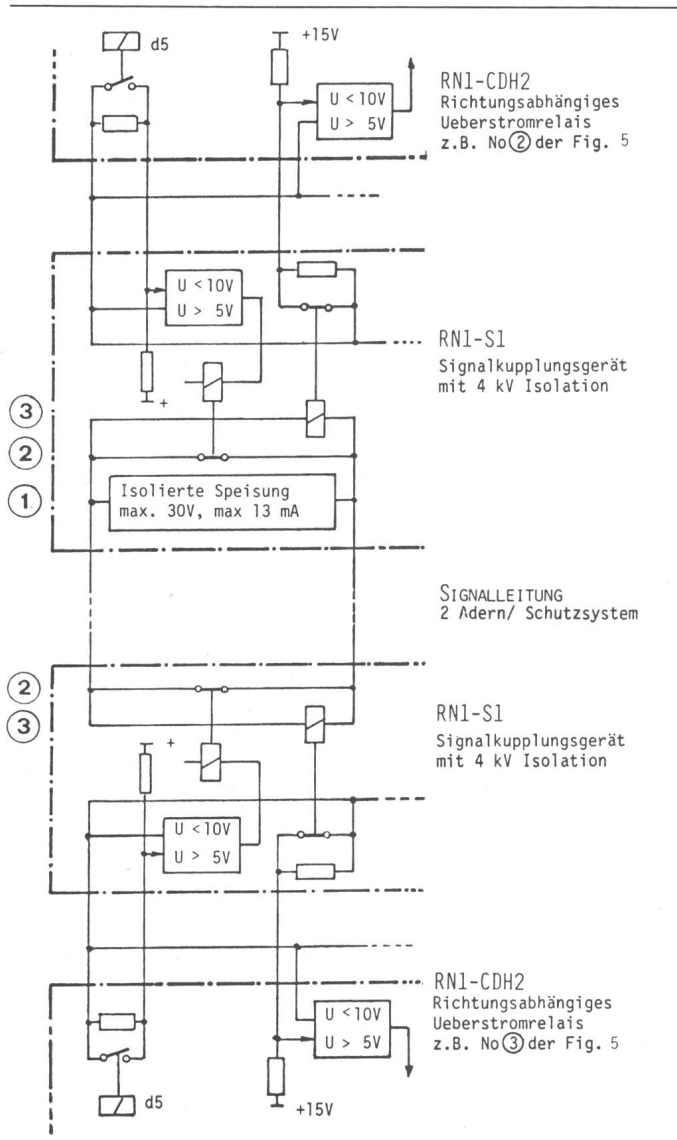 d5
+15V
U < 10V
U > 5V
RN1-CDH2
Richtungsabhängiges
Ueberstromrelais
z.B. No ② der Fig. 5
U < 10V
U > 5V
+
RN1-S1
Signalkupplungsgerät
mit 4 kV Isolation
③
②
①
Isolierte Speisung
max. 30V, max 13 mA
SIGNALLEITUNG
2 Adern/ Schutzsystem
②
③
RN1-S1
Signalkupplungsgerät
mit 4 kV Isolation
+
U < 10V
U > 5V
RN1-CDH2
Richtungsabhängiges
Ueberstromrelais
z.B. No ③ der Fig. 5
U < 10V
U > 5V
d5
+15V